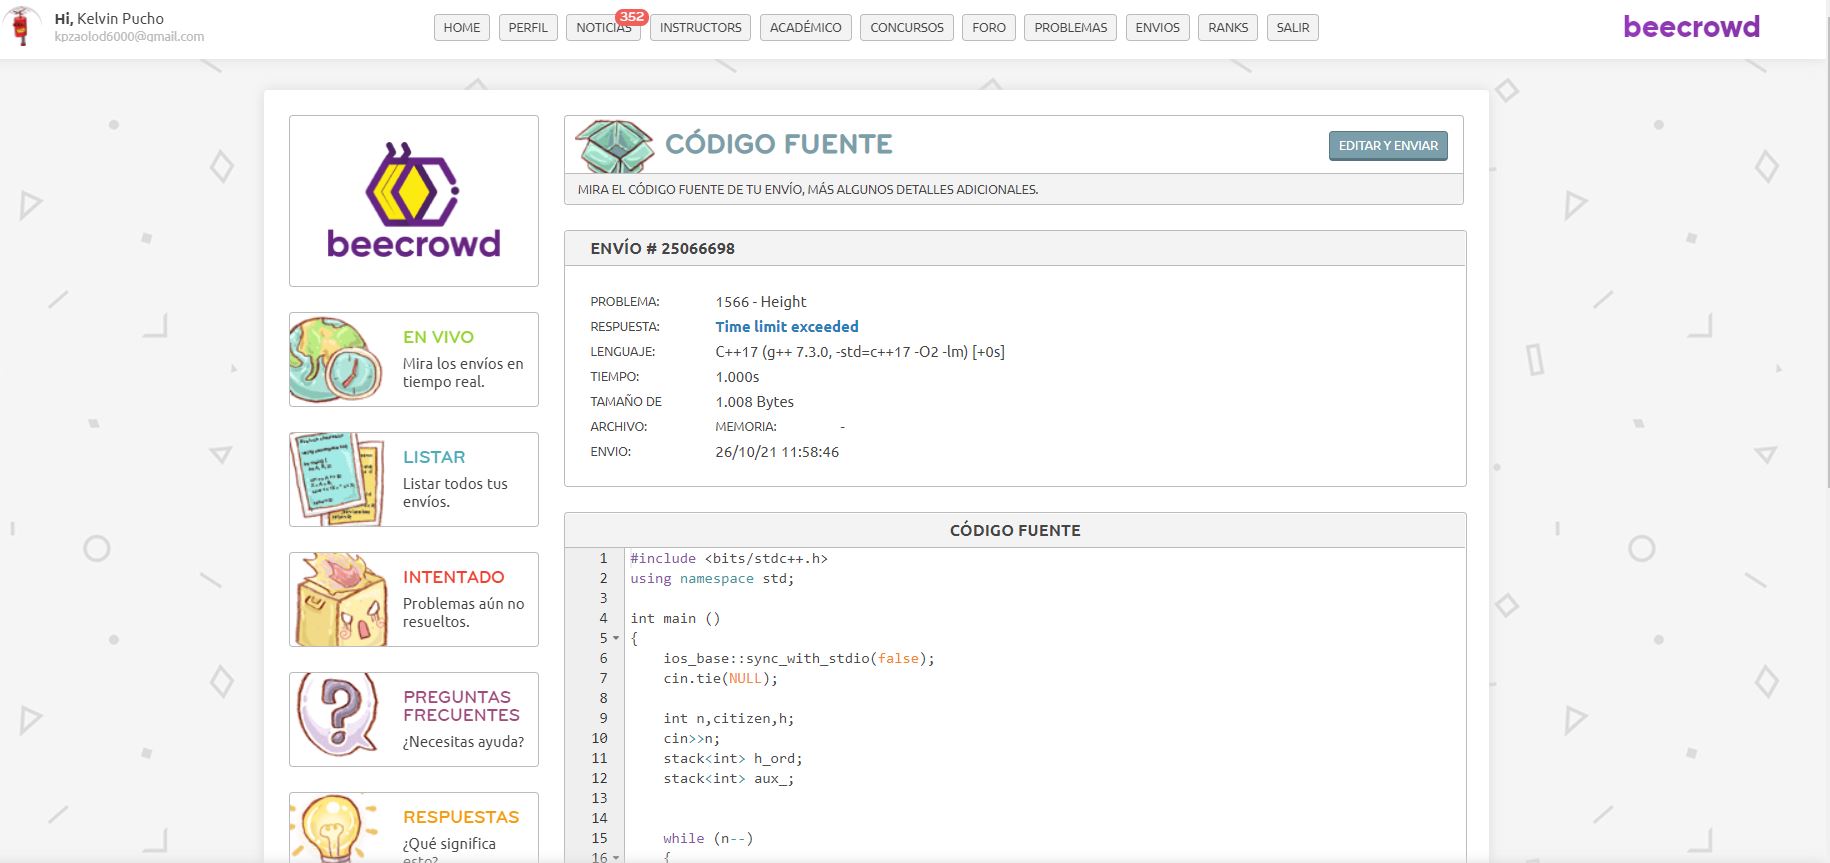 Hi, Kelvin Pucho
kpzaolod6000@gmail.com
HOME
PERFIL
NOTICIAS
352
INSTRUCTORS
ACADÉMICO
CONCURSOS
FORO
PROBLEMAS
ENVIOS
RANKS
SALIR
beecrowd
beecrowd
EN VIVO
Mira los envíos en
tiempo real.
LISTAR
Listar todos tus
envíos.
INTENTADO
Problemas aún no
resueltos.
PREGUNTAS
FRECUENTES
¿Necesitas ayuda?
RESPUESTAS
¿Qué significa
esto?
CÓDIGO FUENTE
EDITAR Y ENVIAR
MIRA EL CÓDIGO FUENTE DE TU ENVÍO, MÁS ALGUNOS DETALLES ADICIONALES.
ENVÍO # 25066698
PROBLEMA: 1566 - Height
RESPUESTA: Time limit exceeded
LENGUAJE: C++17 (g++ 7.3.0, -std=c++17 -O2 -lm) [+0s]
TIEMPO: 1.000s
TAMAÑO DE 1.008 Bytes
ARCHIVO: MEMORIA: -
ENVIO: 26/10/21 11:58:46
CÓDIGO FUENTE
1 #include <bits/stdc++.h>
2 using namespace std;
3
4 int main ()
5 {
6 ios_base::sync_with_stdio(false);
7 cin.tie(NULL);
8
9 int n,citizen,h;
10 cin>>n;
11 stack<int> h_ord;
12 stack<int> aux_;
13
14
15 while (n--)
16 {